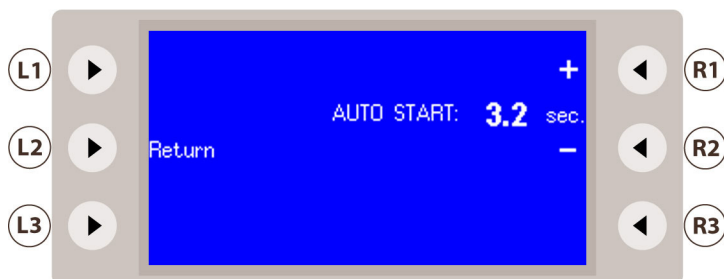 L1 + R1
AUTO START: 3.2 sec.
L2 Return − R2
L3 R3